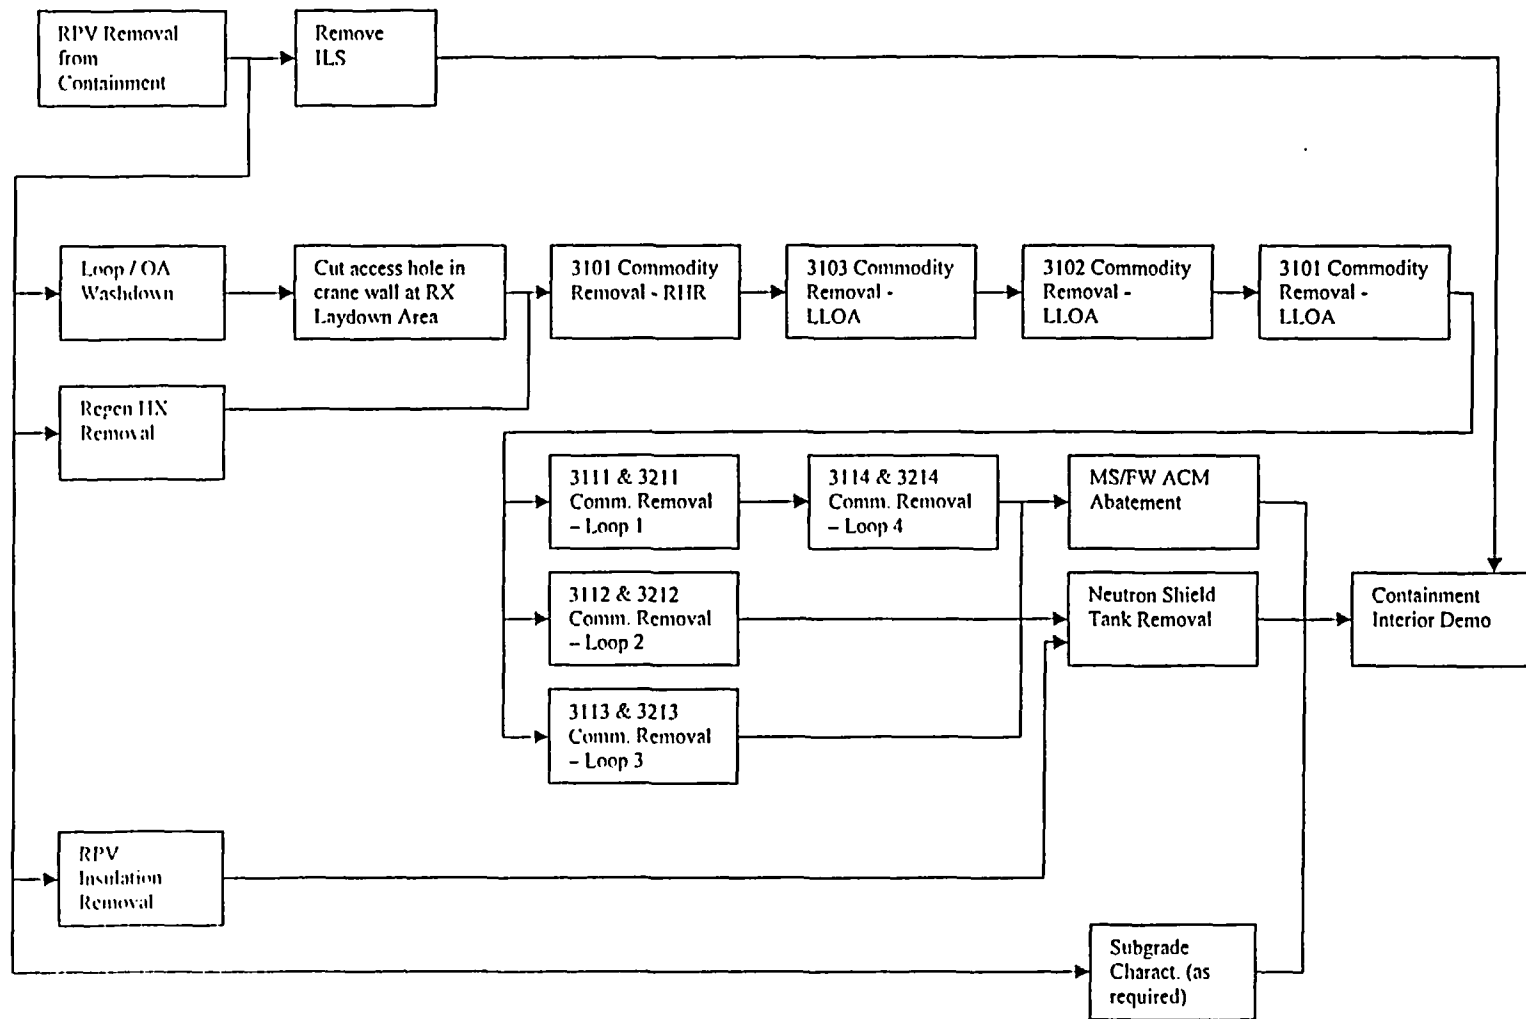 RPV Removal
from
Containment
Remove
ILS
Loop / OA
Washdown
Cut access hole in
crane wall at RX
Laydown Area
3101 Commodity
Removal - RHR
3103 Commodity
Removal -
LLOA
3102 Commodity
Removal -
LLOA
3101 Commodity
Removal -
LLOA
Regen HX
Removal
3111 & 3211
Comm. Removal
– Loop 1
3114 & 3214
Comm. Removal
– Loop 4
MS/FW ACM
Abatement
3112 & 3212
Comm. Removal
– Loop 2
Neutron Shield
Tank Removal
Containment
Interior Demo
3113 & 3213
Comm. Removal
– Loop 3
RPV
Insulation
Removal
Subgrade
Charact. (as
required)